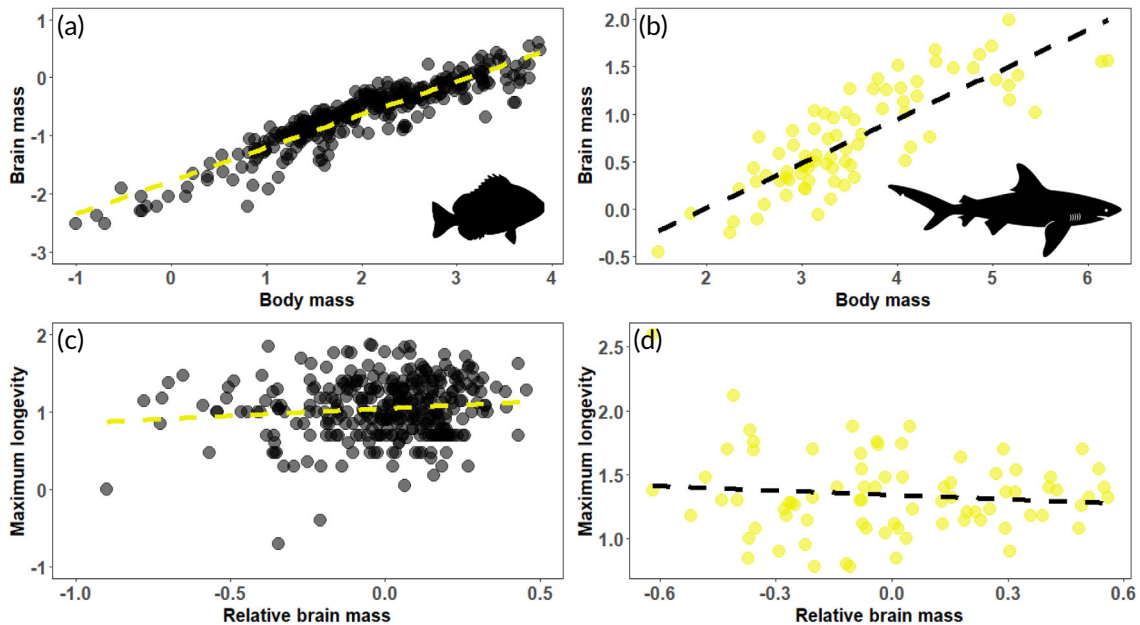 (a)
1
0
-1
-2
-3
Brain mass
-1 0 1 2 3 4
Body mass
(b)
2.0
1.5
1.0
0.5
0.0
-0.5
Brain mass
2 3 4 5 6
Body mass
(c)
2
1
0
-1
Maximum longevity
-1.0 -0.5 0.0 0.5
Relative brain mass
(d)
2.5
2.0
1.5
1.0
Maximum longevity
-0.6 -0.3 0.0 0.3 0.6
Relative brain mass